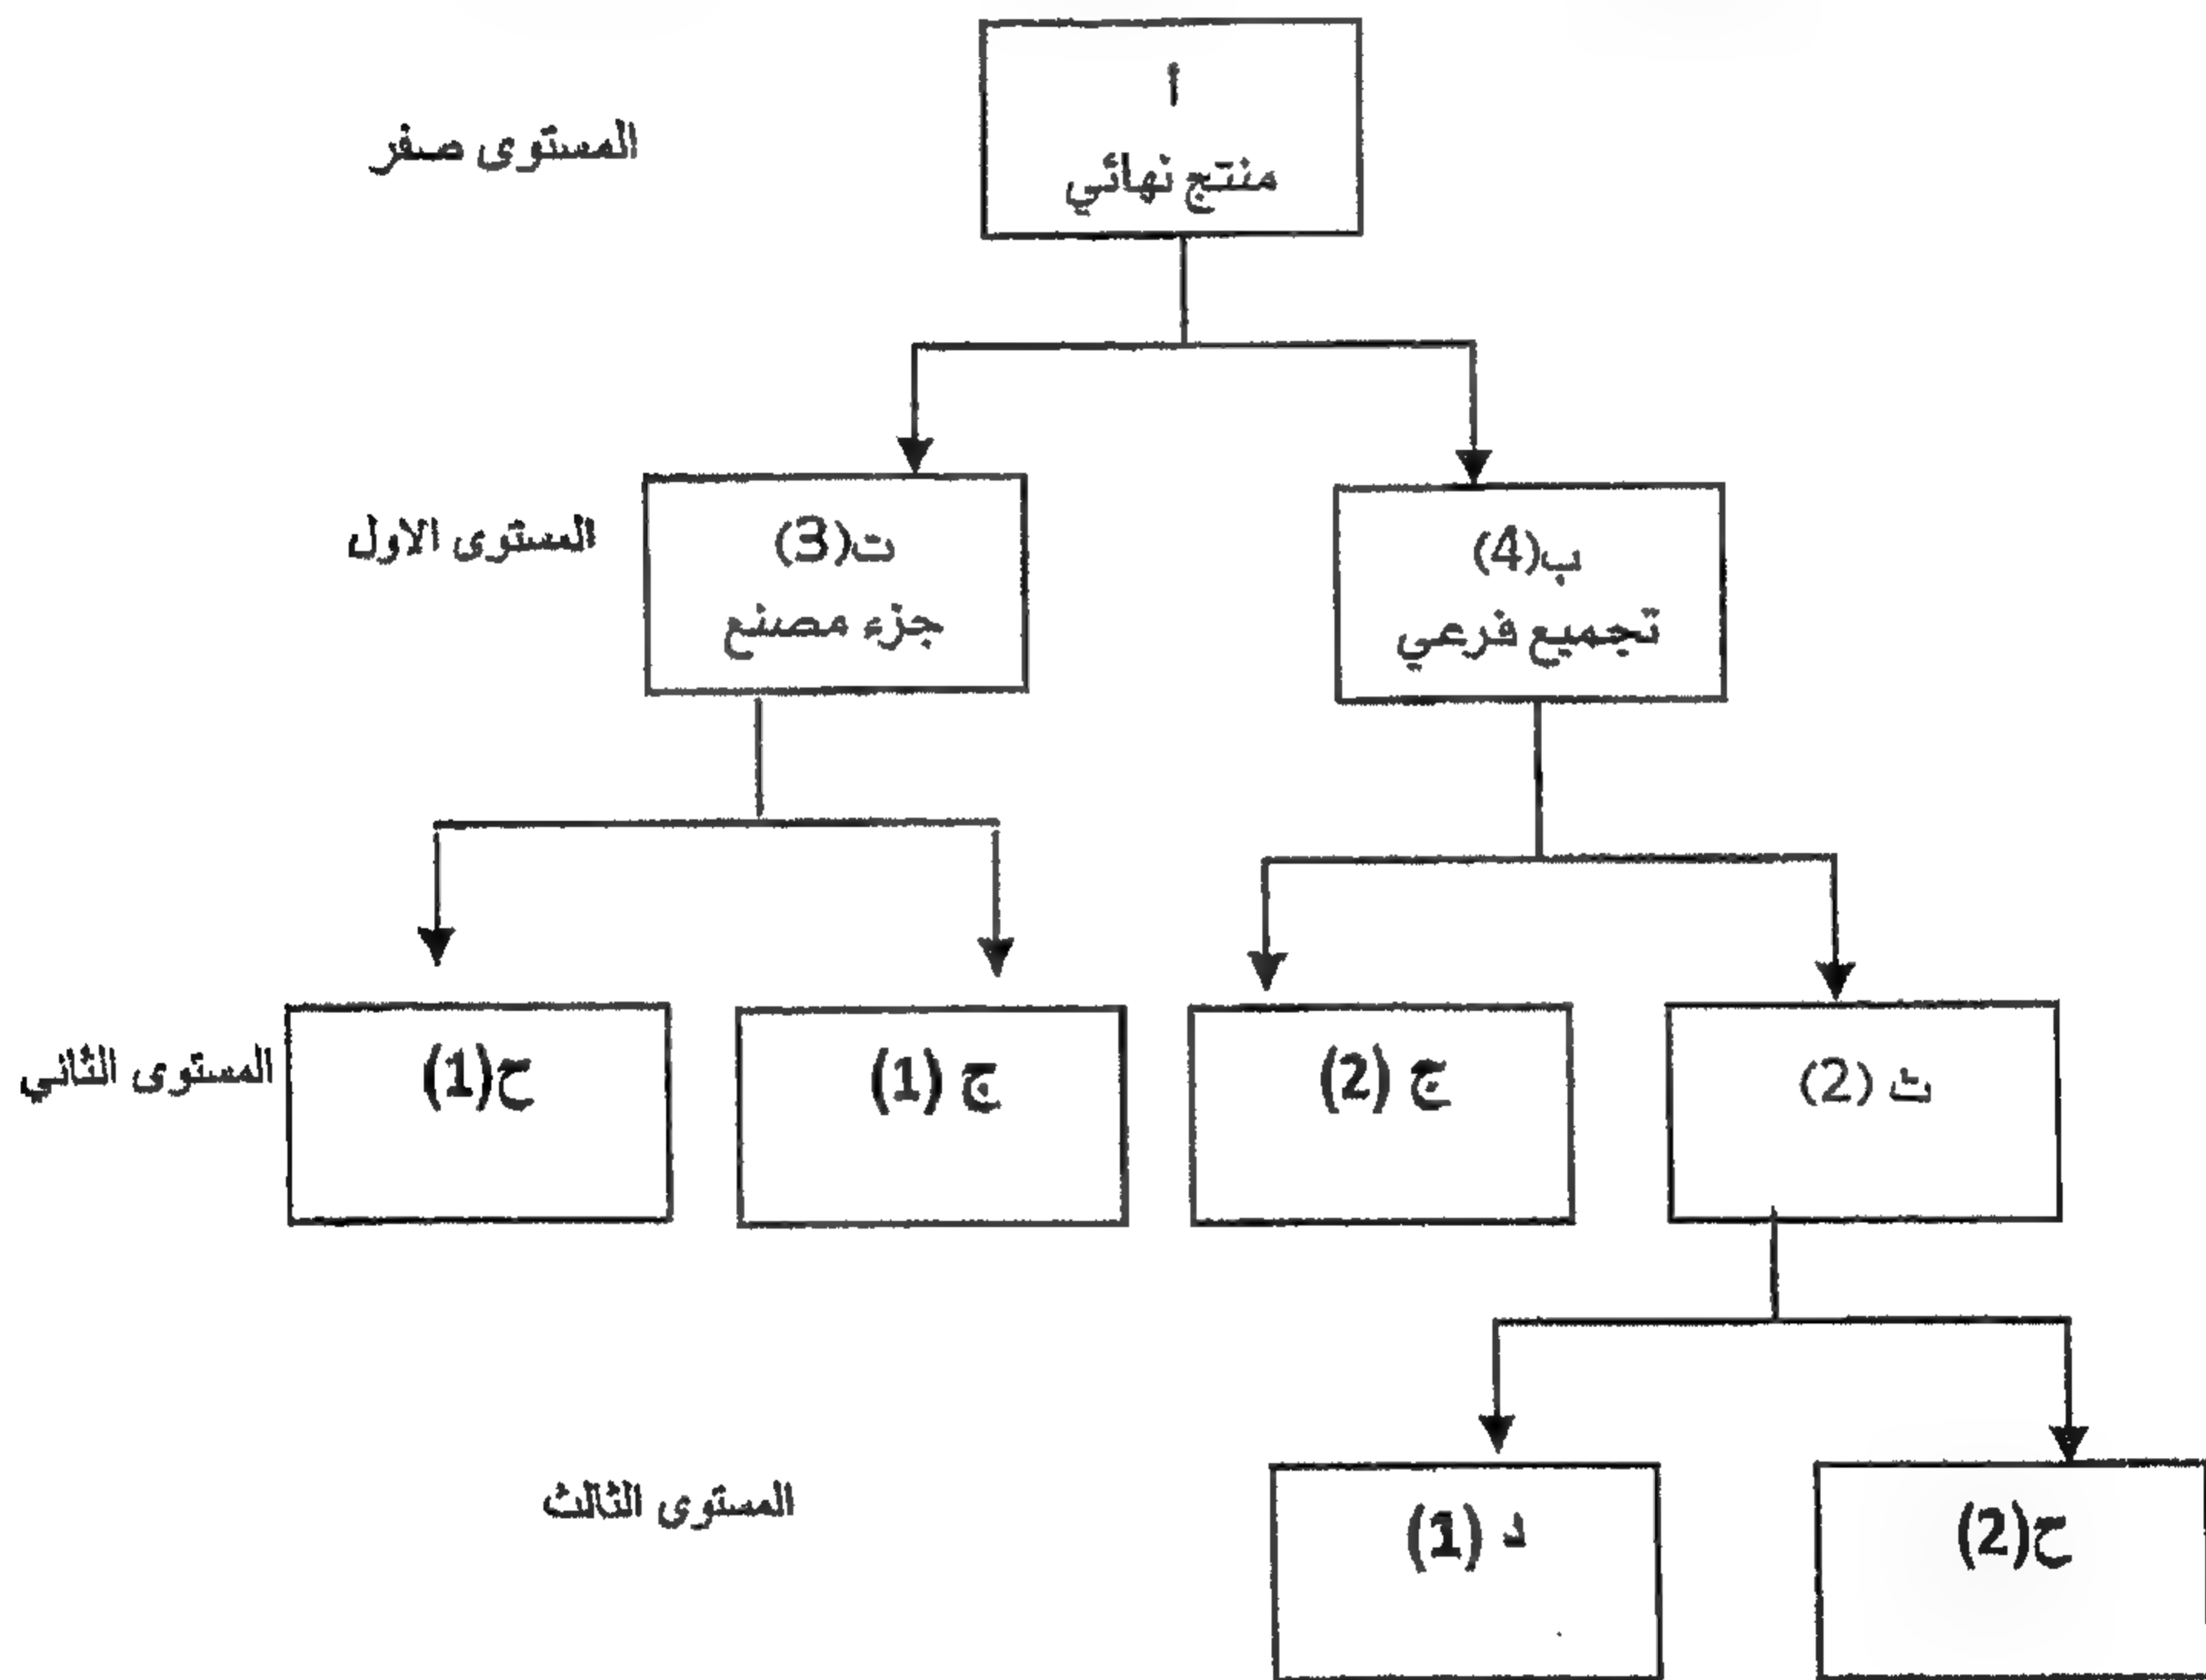 أ
منتج نهائي
المستوى صفر
ب(4)
تجميع فرعي
ت(3)
جزء مصنع
المستوى الاول
ث (2)
ج (2)
ج (1)
ح(1)
المستوى الثاني
ح(2)
د (1)
المستوى الثالث